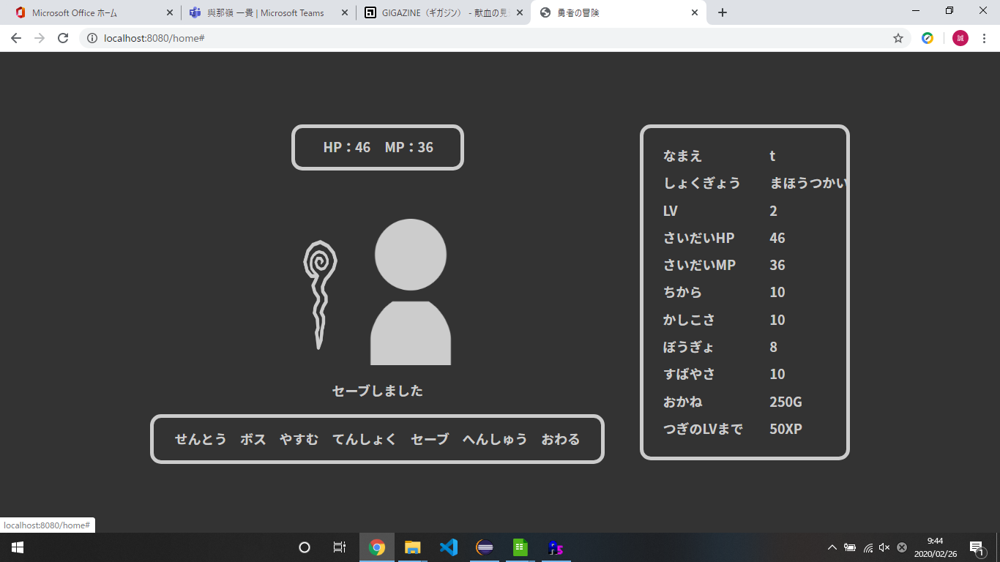 Microsoft Office ホーム
與那嶺 一貴 | Microsoft Teams
GIGAZINE（ギガジン） - 献血の見
勇者の冒険
localhost:8080/home#
誠
HP：46 MP：36
なまえ t
しょくぎょう まほうつかい
LV 2
さいだいHP 46
さいだいMP 36
ちから 10
かしこさ 10
ぼうぎょ 8
すばやさ 10
おかね 250G
つぎのLVまで 50XP
セーブしました
せんとう ボス やすむ てんしょく セーブ へんしゅう おわる
localhost:8080/home#
9:44
2020/02/26
1